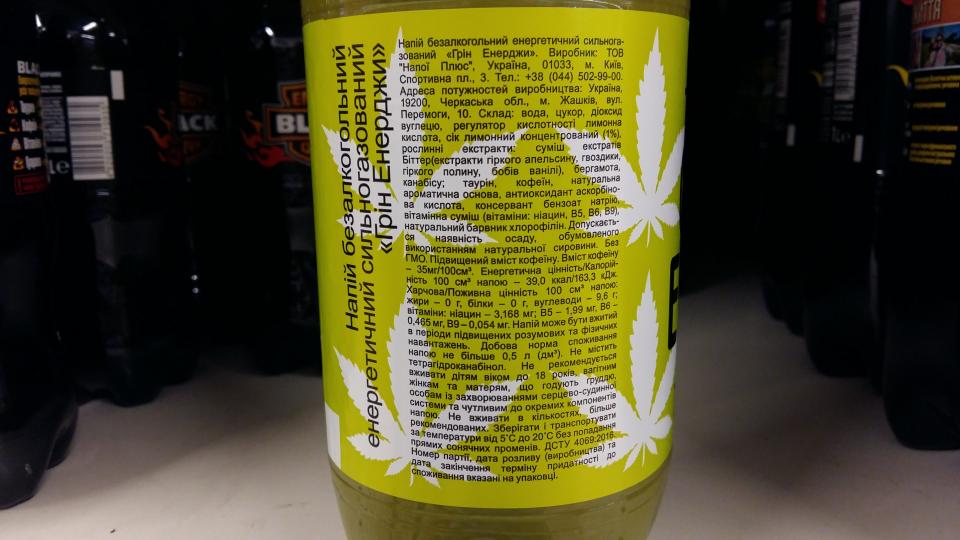 Напій безалкогольний
енергетичний сильногазований
«Грін Енерджи»
Напій безалкогольний енергетичний сильнога-
зований «Грін Енерджи». Виробник: ТОВ
"Напої Плюс", Україна, 01033, м. Київ,
Спортивна пл., 3. Тел.: +38 (044) 502-99-00.
Адреса потужностей виробництва: Україна,
19200, Черкаська обл., м. Жашків, вул.
Перемоги, 10. Склад: вода, цукор, діоксид
вуглецю, регулятор кислотності лимонна
кислота, сік лимонний концентрований (1%),
рослинні екстракти: суміш екстрактів
Біттер(екстракти гіркого апельсину, гвоздики,
гіркого полину, бобів ванілі), бергамота,
канабісу; таурін, кофеїн, натуральна
ароматична основа, антиоксидант аскорбіно-
ва кислота, консервант бензоат натрію,
вітамінна суміш (вітаміни: ніацин, В5, В6, В9),
натуральний барвник хлорофілін. Допускаєть-
ся наявність осаду, обумовленого
використанням натуральної сировини. Без
ГМО. Підвищений вміст кофеїну. Вміст кофеїну
– 35мг/100см³. Енергетична цінність/Калорій-
ність 100 см³ напою – 39,0 ккал/163,3 кДж.
Харчова/Поживна цінність 100 см³ напою:
жири – 0 г, білки – 0 г, вуглеводи – 9,6 г;
вітаміни: ніацин – 3,168 мг; В5 – 1,99 мг, В6 –
0,465 мг, В9 – 0,054 мг. Напій може бути вжитий
в періоди підвищених розумових та фізичних
навантажень. Добова норма споживання
напою не більше 0,5 л (дм³). Не містить
тетрагідроканабінол. Не рекомендується
вживати дітям віком до 18 років, вагітним
жінкам та матерям, що годують груддю,
особам із захворюваннями серцево-судинної
системи та чутливим до окремих компонентів
напою. Не вживати в кількостях, більше
рекомендованих. Зберігати і транспортувати
за температури від 5˚С до 20˚С без попадання
прямих сонячних променів. ДСТУ 4069:2016.
Номер партії, дата розливу (виробництва) та
дата закінчення терміну придатності до
споживання вказані на упаковці.